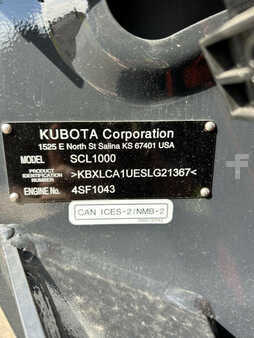 KUBOTA Corporation
1525 E North St Salina KS 67401 USA
MODEL SCL1000
PRODUCT IDENTIFICATION NUMBER >KBXLCA1UESLG21367<
ENGINE No. 4SF1043
CAN ICES-2/NMB-2